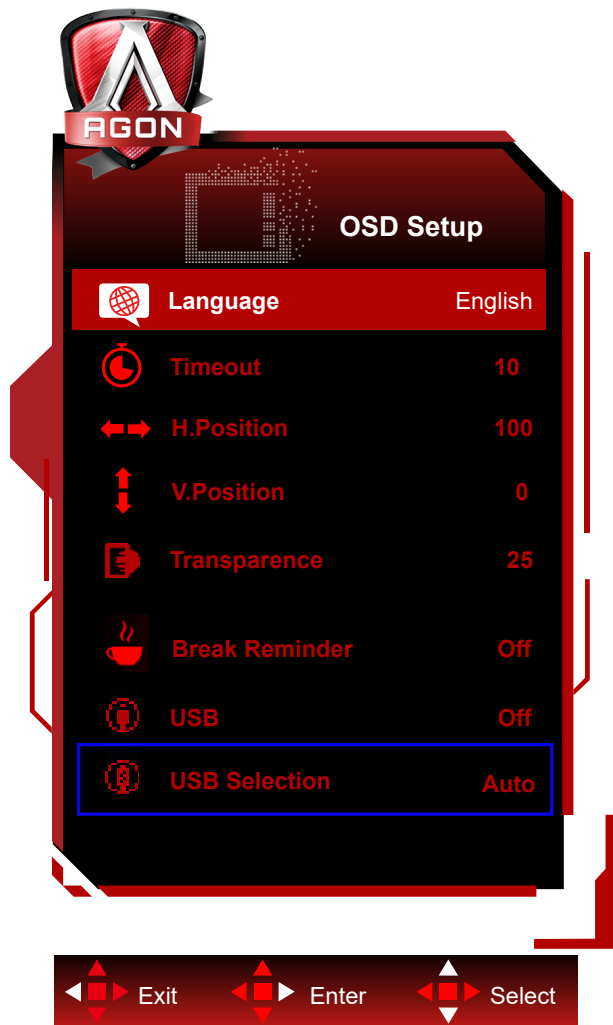 AGON
OSD Setup
Language English
Timeout 10
H.Position 100
V.Position 0
Transparence 25
Break Reminder Off
USB Off
USB Selection Auto
Exit Enter Select